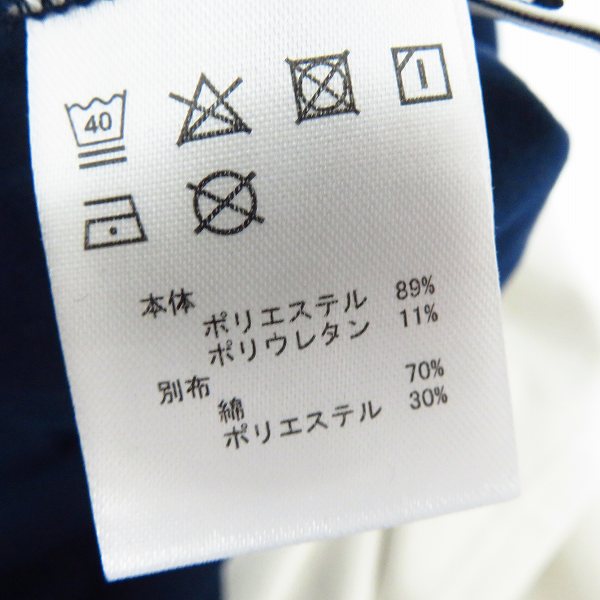 40
本体
ポリエステル 89%
ポリウレタン 11%
別布
綿 70%
ポリエステル 30%